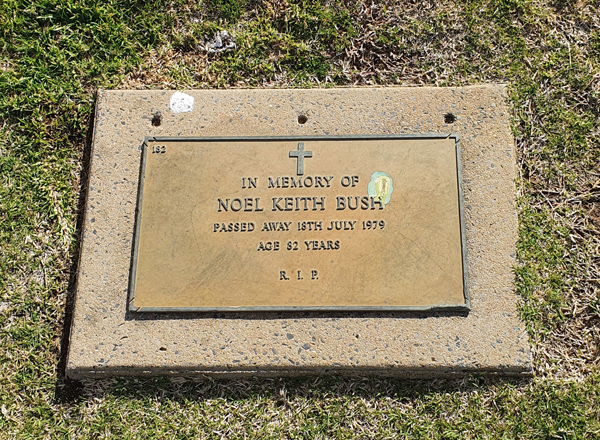 182
IN MEMORY OF
NOEL KEITH BUSH
PASSED AWAY 18TH JULY 1979
AGE 82 YEARS
R. I. P.